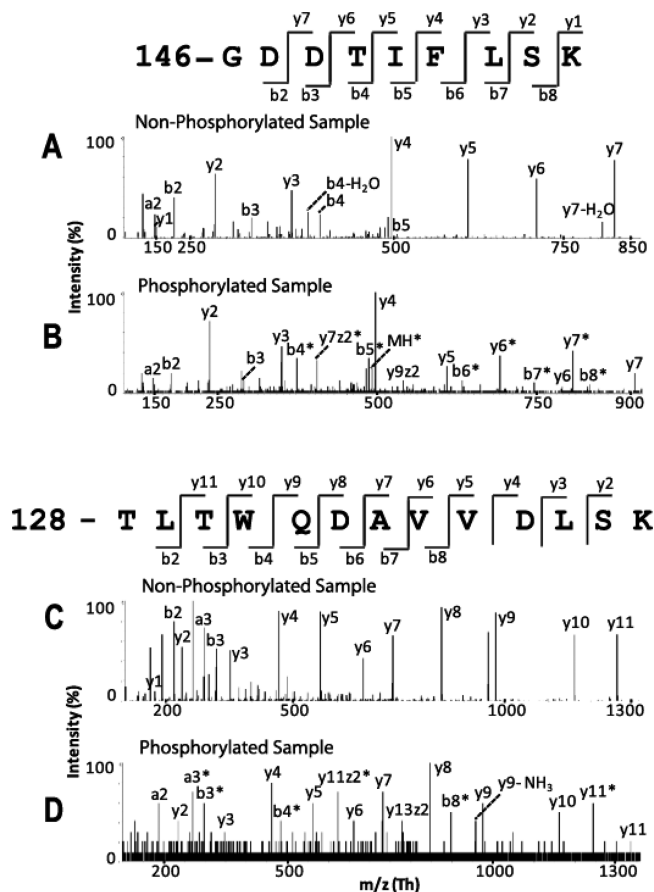 y7 y6 y5 y4 y3 y2 y1
146-G D D T I F L S K
b2 b3 b4 b5 b6 b7 b8
Non-Phosphorylated Sample
A
100
0
Intensity (%)
a2 y1 b2 y2 b3 y3 b4-H₂O b4 y4 b5 y5 y6 y7-H₂O y7
150 250 500 750 850
Phosphorylated Sample
B
100
0
a2 b2 y2 b3 y3 b4* y7z2* b5* y4 MH* y9z2 y5 b6* y6* b7* y6 y7* b8* y7
150 250 500 750 900
y11 y10 y9 y8 y7 y6 y5 y4 y3 y2
128 - T L T W Q D A V V D L S K
b2 b3 b4 b5 b6 b7 b8
Non-Phosphorylated Sample
C
100
0
Intensity (%)
y1 b2 y2 a3 b3 y3 y4 y5 y6 y7 y8 y9 y10 y11
200 500 1000 1300
Phosphorylated Sample
D
100
0
a2 y2 a3* b3* y3 y4 b4* y5 y11z2* y6 y7 y13z2 y8 b8* y9 y9-NH₃ y10 y11* y11
200 500 1000 1300
m/z (Th)